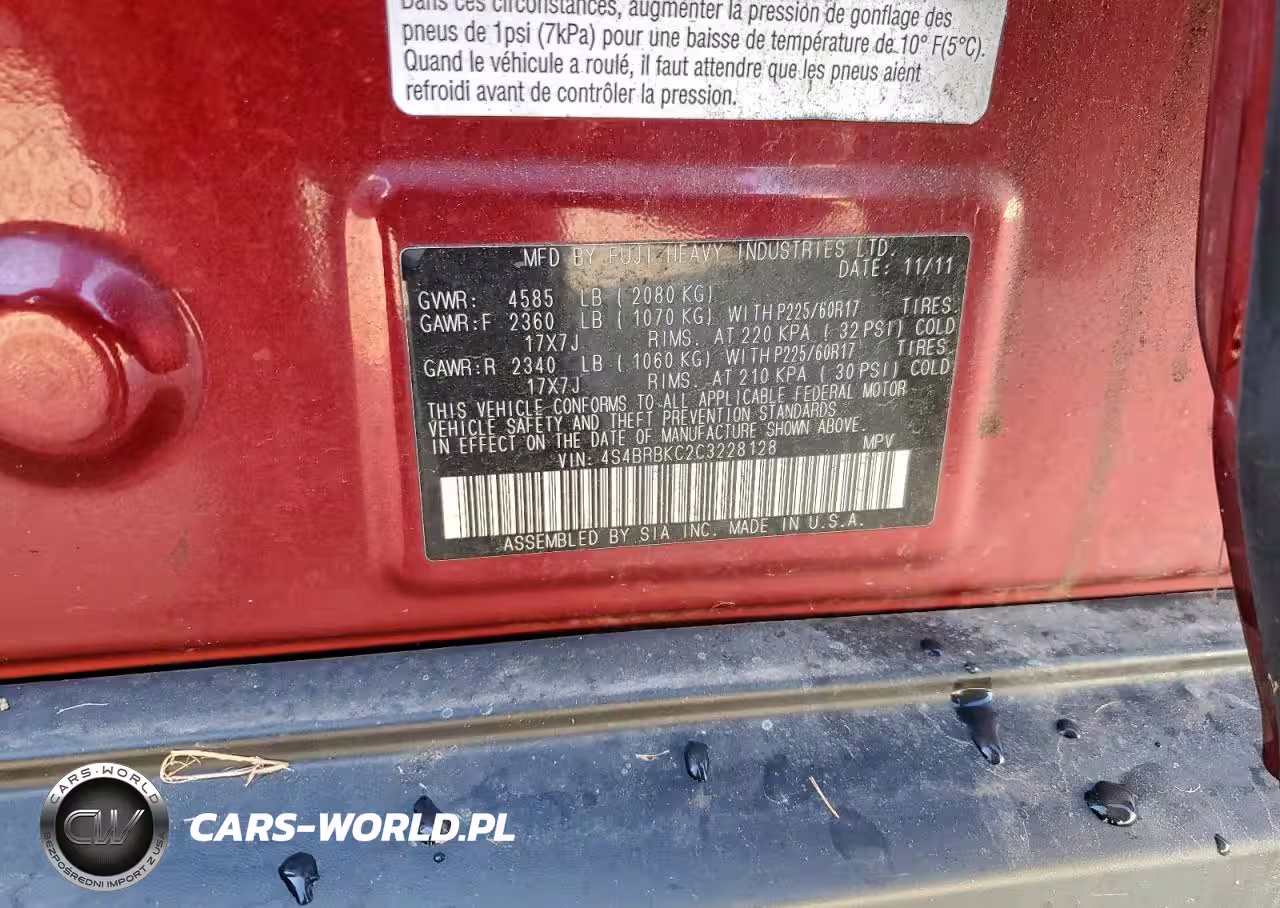 Dans ces circonstances, augmenter la pression de gonflage des
pneus de 1psi (7kPa) pour une baisse de température de 10° F(5°C).
Quand le véhicule a roulé, il faut attendre que les pneus aient
refroidi avant de contrôler la pression.
MFD BY FUJI HEAVY INDUSTRIES LTD.
DATE: 11/11
GVWR: 4585 LB ( 2080 KG)
GAWR:F 2360 LB ( 1070 KG) WITH P225/60R17 TIRES.
17X7J RIMS. AT 220 KPA ( 32 PSI) COLD
GAWR:R 2340 LB ( 1060 KG) WITH P225/60R17 TIRES.
17X7J RIMS. AT 210 KPA ( 30 PSI) COLD
THIS VEHICLE CONFORMS TO ALL APPLICABLE FEDERAL MOTOR
VEHICLE SAFETY AND THEFT PREVENTION STANDARDS
IN EFFECT ON THE DATE OF MANUFACTURE SHOWN ABOVE.
VIN: 4S4BRBKC2C3228128 MPV
ASSEMBLED BY SIA INC. MADE IN U.S.A.
CARS-WORLD
CW
BEZPOŚREDNI IMPORT Z USA
CARS-WORLD.PL